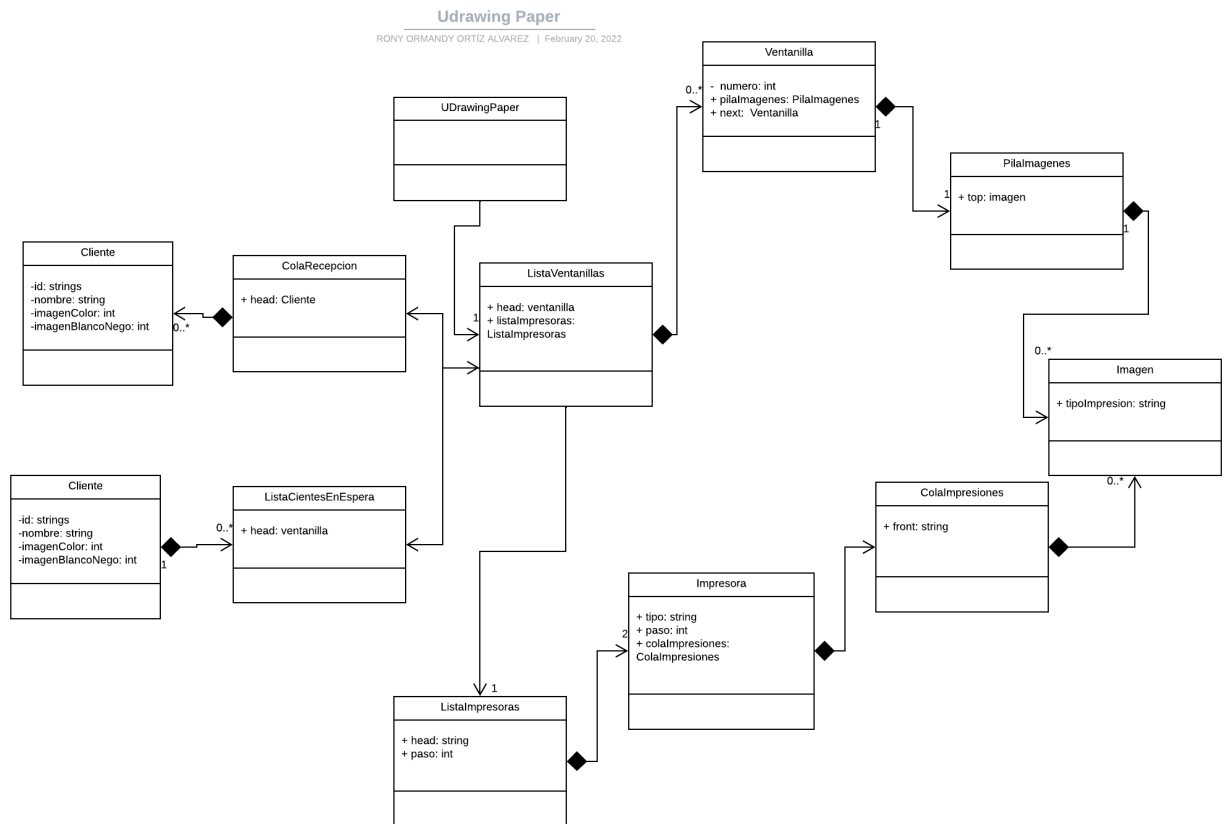 Udrawing Paper
RONY ORMANDY ORTÍZ ALVAREZ | February 20, 2022
Ventanilla
- numero: int
+ pilaImagenes: PilaImagenes
+ next: Ventanilla
0..*
1
UDrawingPaper
PilaImagenes
+ top: imagen
1
1
Cliente
-id: strings
-nombre: string
-imagenColor: int
-imagenBlancoNego: int
0..*
ColaRecepcion
+ head: Cliente
ListaVentanillas
+ head: ventanilla
+ listaImpresoras:
ListaImpresoras
1
0..*
Imagen
+ tipoImpresion: string
0..*
Cliente
-id: strings
-nombre: string
-imagenColor: int
-imagenBlancoNego: int
1
0..*
ListaCientesEnEspera
+ head: ventanilla
ColaImpresiones
+ front: string
Impresora
+ tipo: string
+ paso: int
+ colaImpresiones:
ColaImpresiones
2
1
ListaImpresoras
+ head: string
+ paso: int